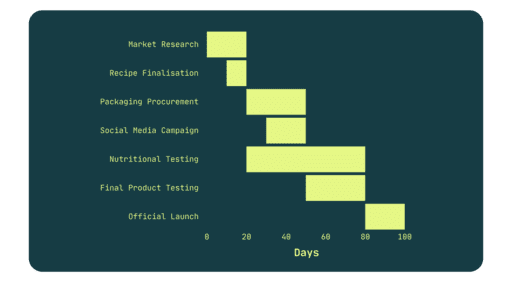 Market Research
Recipe Finalisation
Packaging Procurement
Social Media Campaign
Nutritional Testing
Final Product Testing
Official Launch
0 20 40 60 80 100
Days